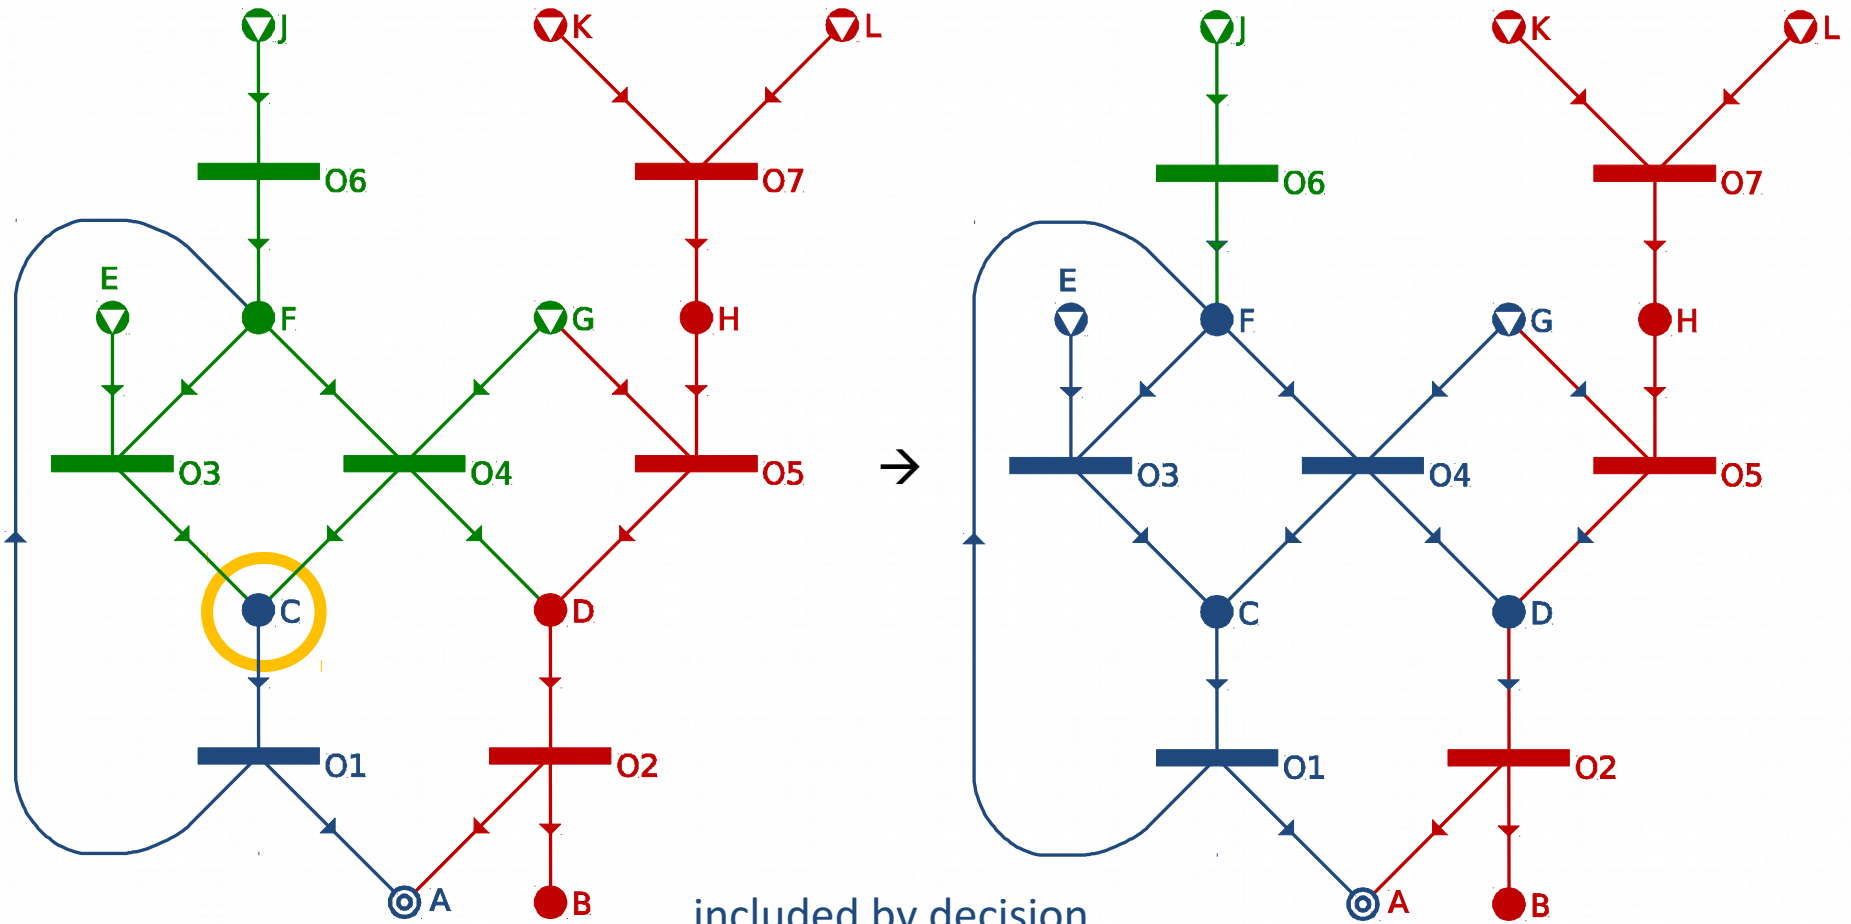 J K L J K L
O6 O7 O6 O7
E E
F G H F G H
O3 O4 O5 → O3 O4 O5
C D C D
O1 O2 O1 O2
A B A B
included by decision